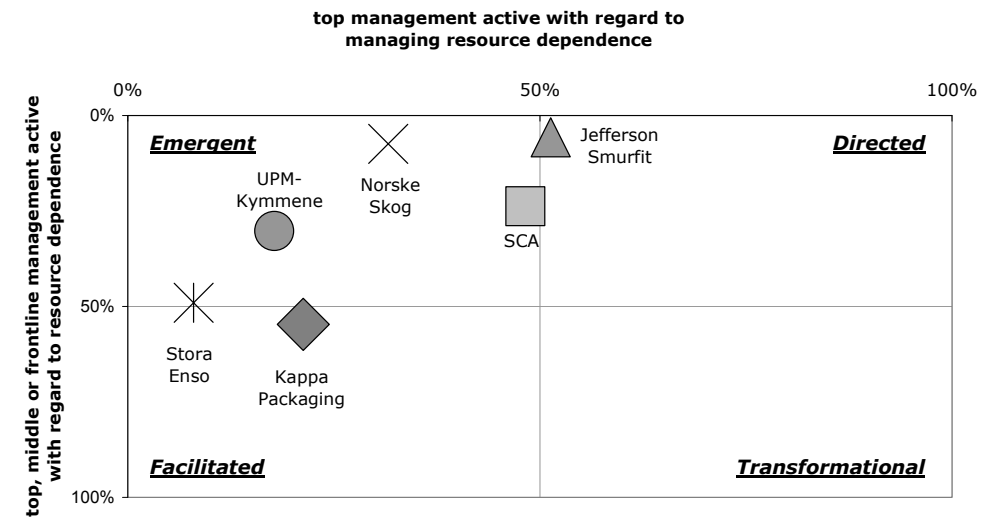 top management active with regard to
managing resource dependence
0%
50%
100%
top, middle or frontline management active
with regard to resource dependence
0%
50%
100%
Emergent
Directed
Jefferson
Smurfit
UPM-
Kymmene
Norske
Skog
SCA
Stora
Enso
Kappa
Packaging
Facilitated
Transformational